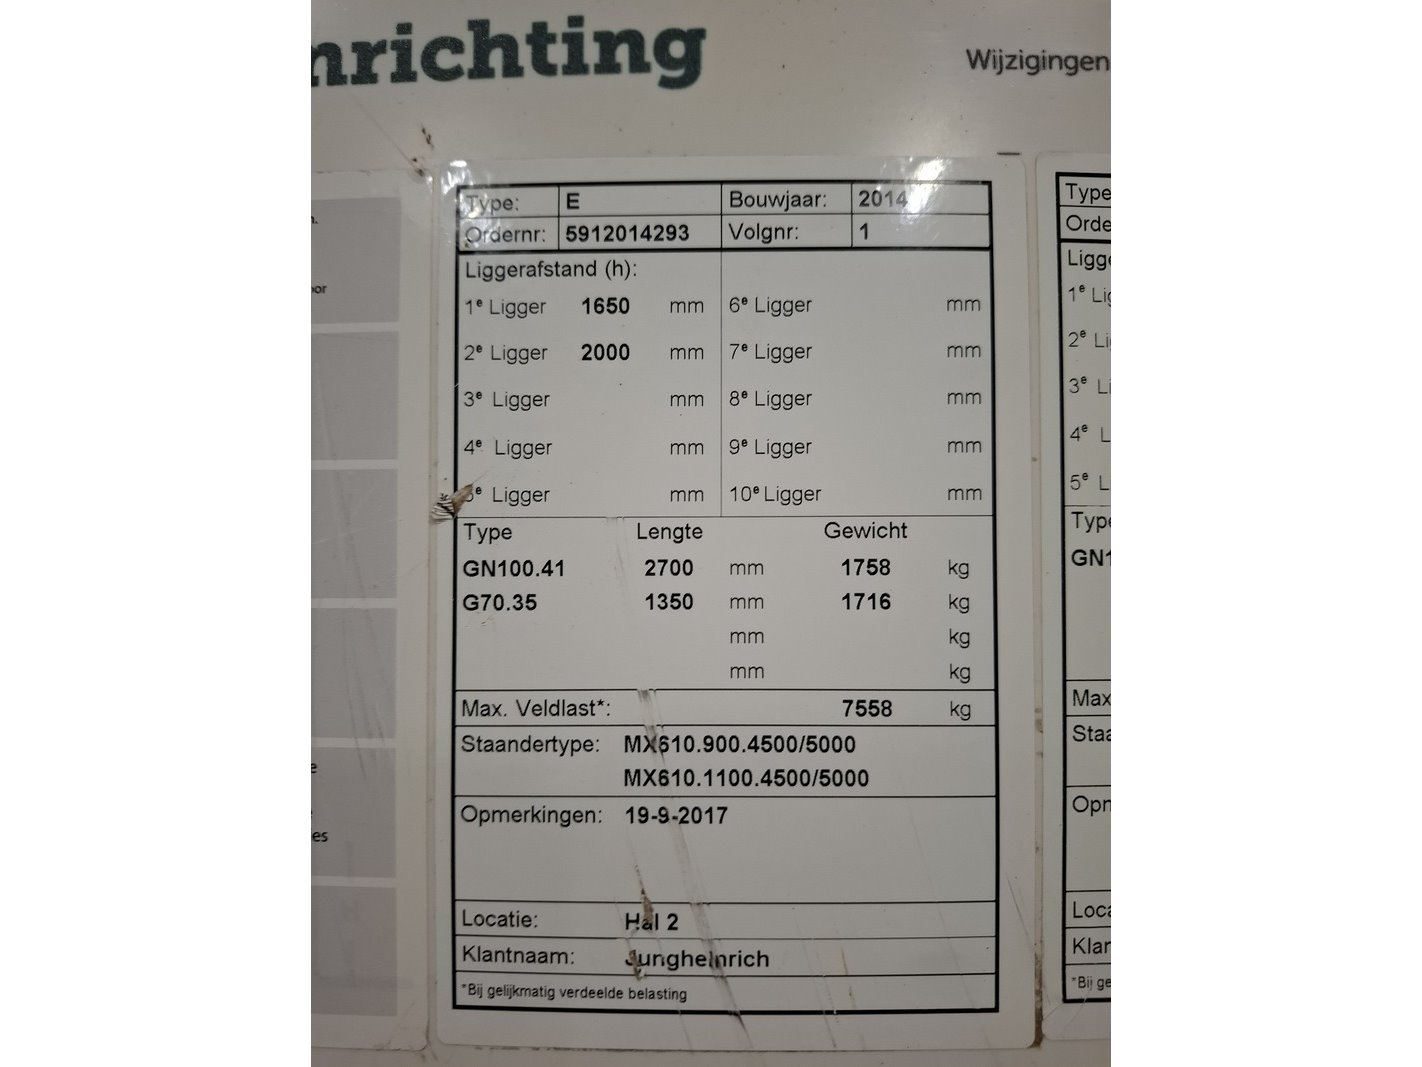 nrichting
Wijzigingen
Type: E Bouwjaar: 2014
Ordernr: 5912014293 Volgnr: 1
Liggerafstand (h):
1e Ligger 1650 mm 6e Ligger mm
2e Ligger 2000 mm 7e Ligger mm
3e Ligger mm 8e Ligger mm
4e Ligger mm 9e Ligger mm
5e Ligger mm 10e Ligger mm
Type Lengte Gewicht
GN100.41 2700 mm 1758 kg
G70.35 1350 mm 1716 kg
mm kg
mm kg
Max. Veldlast*: 7558 kg
Staandertype: MX610.900.4500/5000
MX610.1100.4500/5000
Opmerkingen: 19-9-2017
Locatie: Hal 2
Klantnaam: Jungheinrich
*Bij gelijkmatig verdeelde belasting
Type
Orde
Ligge
1e Lig
2e Li
3e Li
4e L
5e L
Type
GN1
Max
Staa
Opm
Loca
Klan
*Bij ge